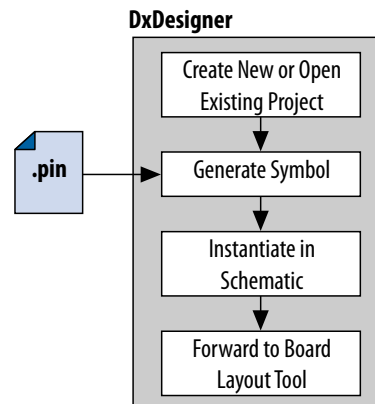 DxDesigner
Create New or Open
Existing Project
.pin
Generate Symbol
Instantiate in
Schematic
Forward to Board
Layout Tool